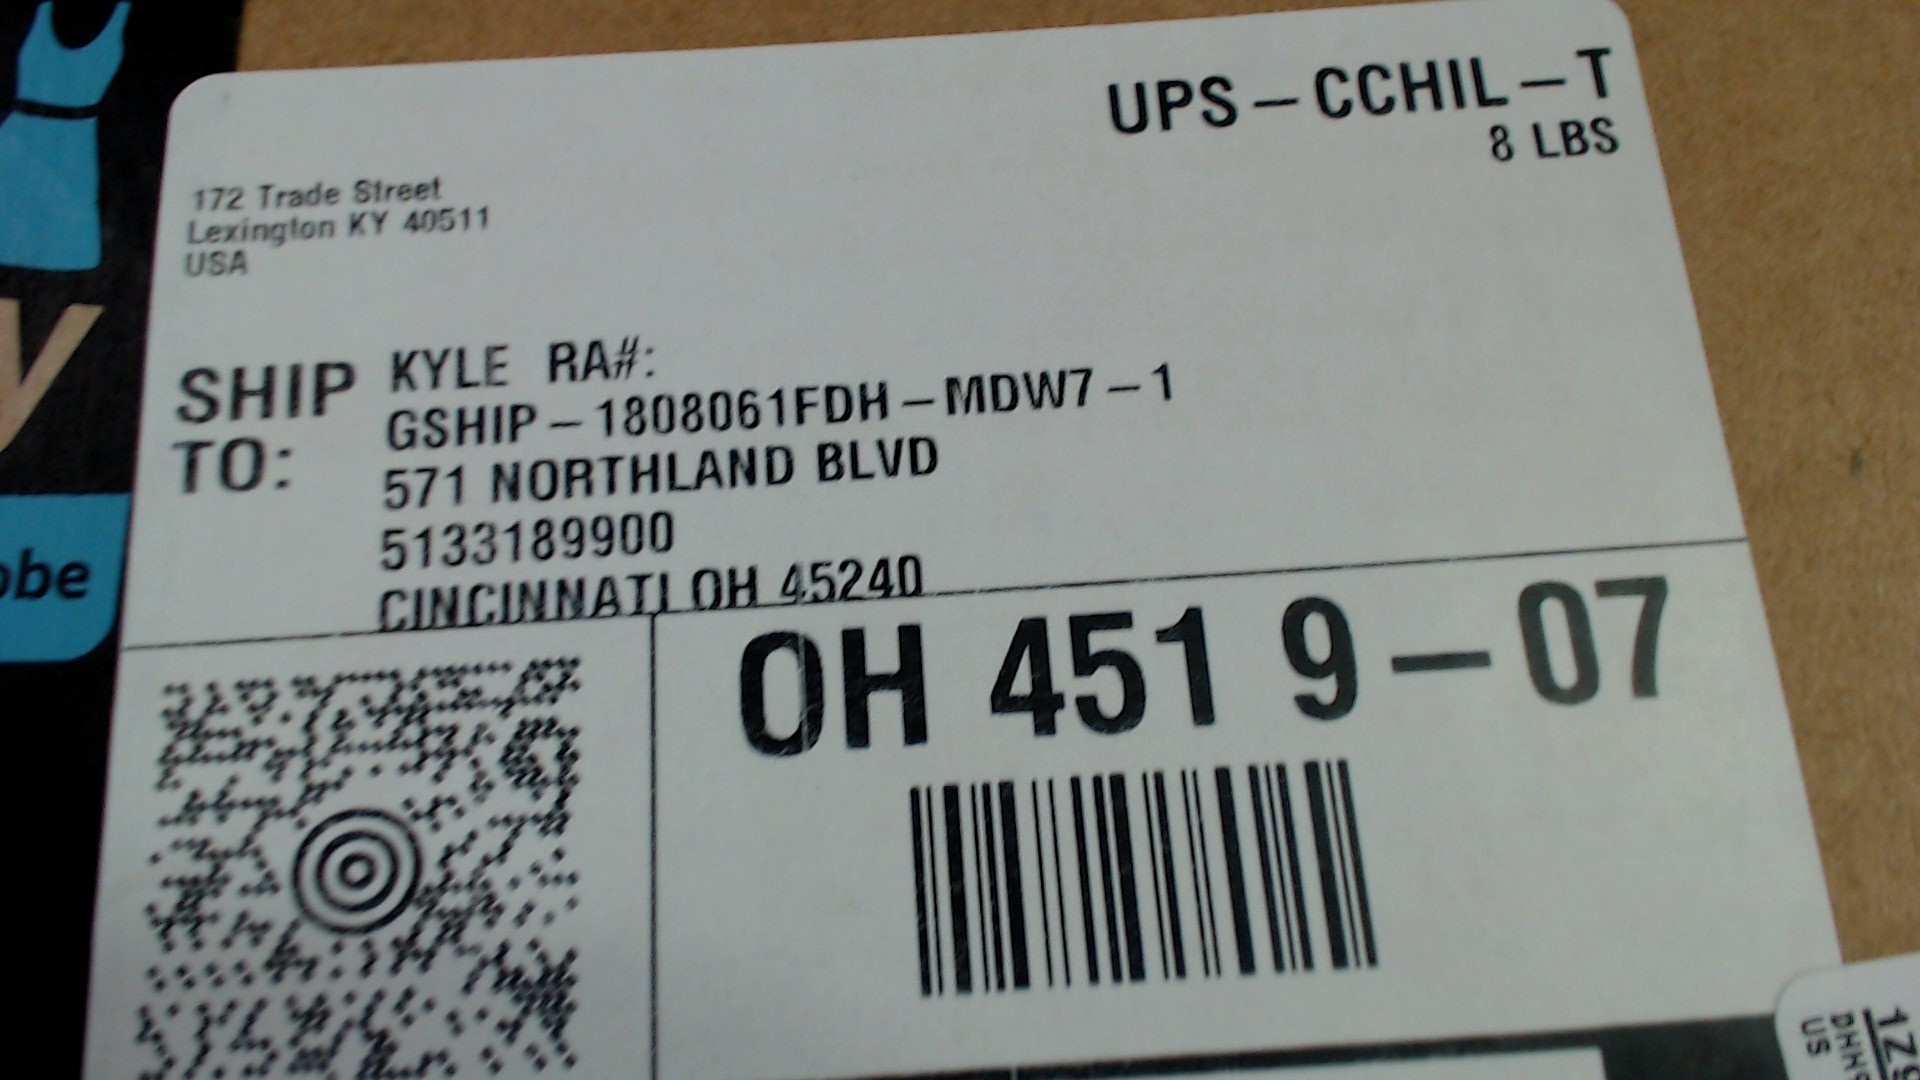 UPS – CCHIL – T
8 LBS
172 Trade Street
Lexington KY 40511
USA
SHIP TO:
KYLE RA#:
GSHIP – 1808061FDH – MDW7 – 1
571 NORTHLAND BLVD
5133189900
CINCINNATI OH 45240
OH 451 9 – 07
obe
US